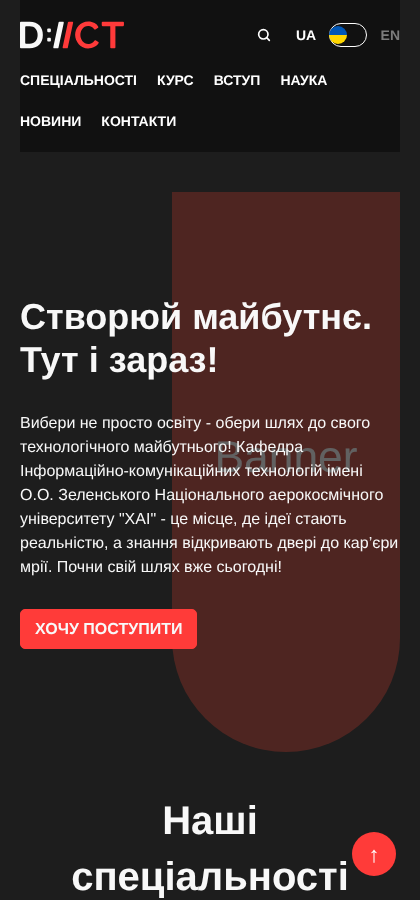 D://CT
UA
EN
СПЕЦІАЛЬНОСТІ КУРС ВСТУП НАУКА
НОВИНИ КОНТАКТИ
Створюй майбутнє.
Тут і зараз!
Вибери не просто освіту - обери шлях до свого
технологічного майбутнього! Кафедра
Інформаційно-комунікаційних технологій імені
О.О. Зеленського Національного аерокосмічного
університету "ХАІ" - це місце, де ідеї стають
реальністю, а знання відкривають двері до кар’єри
мрії. Почни свій шлях вже сьогодні!
Banner
ХОЧУ ПОСТУПИТИ
Наші
спеціальності
↑